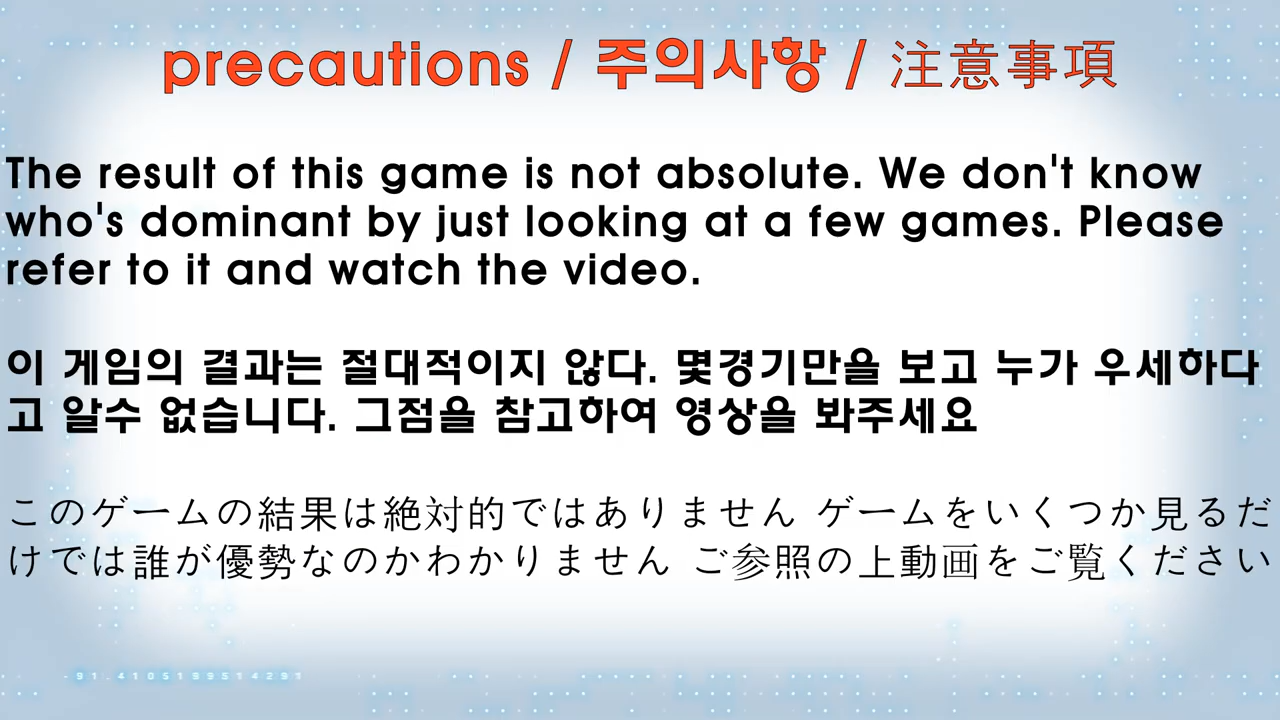 precautions / 주의사항 / 注意事項
The result of this game is not absolute. We don't know
who's dominant by just looking at a few games. Please
refer to it and watch the video.
이 게임의 결과는 절대적이지 않다. 몇경기만을 보고 누가 우세하다
고 알수 없습니다. 그점을 참고하여 영상을 봐주세요
このゲームの結果は絶対的ではありません ゲームをいくつか見るだ
けでは誰が優勢なのかわかりません ご参照の上動画をご覧ください
-91.4105199514291